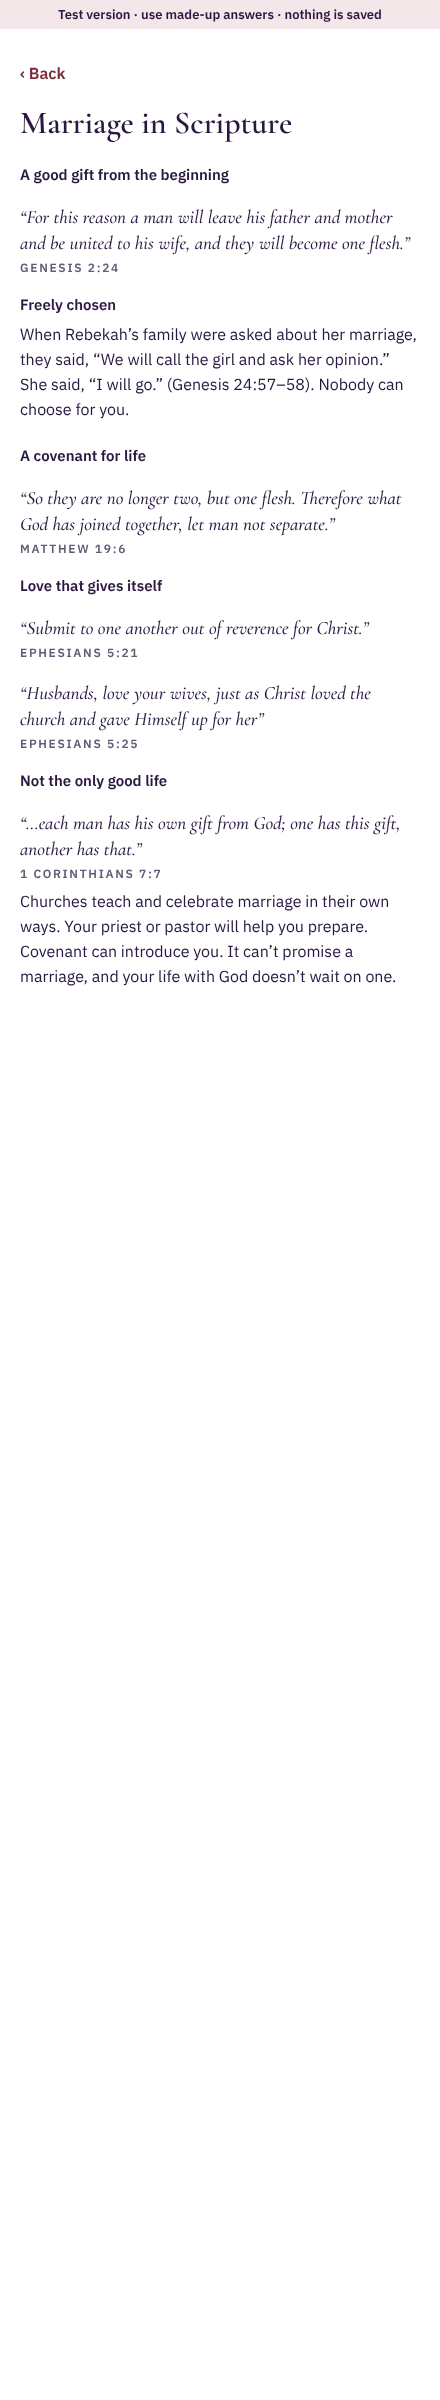 Test version · use made-up answers · nothing is saved
‹ Back
Marriage in Scripture
A good gift from the beginning
“For this reason a man will leave his father and mother
and be united to his wife, and they will become one flesh.”
GENESIS 2:24
Freely chosen
When Rebekah’s family were asked about her marriage,
they said, “We will call the girl and ask her opinion.”
She said, “I will go.” (Genesis 24:57–58). Nobody can
choose for you.
A covenant for life
“So they are no longer two, but one flesh. Therefore what
God has joined together, let man not separate.”
MATTHEW 19:6
Love that gives itself
“Submit to one another out of reverence for Christ.”
EPHESIANS 5:21
“Husbands, love your wives, just as Christ loved the
church and gave Himself up for her”
EPHESIANS 5:25
Not the only good life
“…each man has his own gift from God; one has this gift,
another has that.”
1 CORINTHIANS 7:7
Churches teach and celebrate marriage in their own
ways. Your priest or pastor will help you prepare.
Covenant can introduce you. It can’t promise a
marriage, and your life with God doesn’t wait on one.